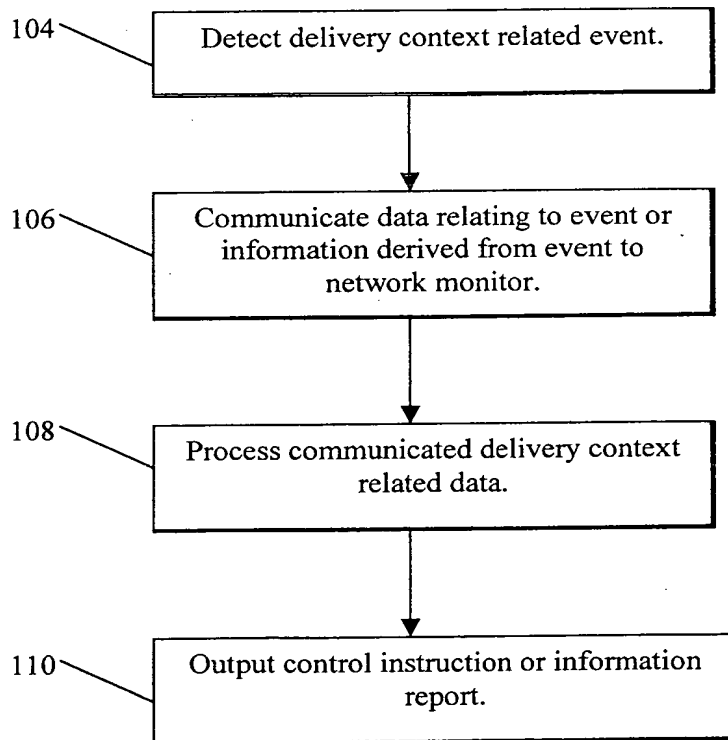 104
Detect delivery context related event.
106
Communicate data relating to event or
information derived from event to
network monitor.
108
Process communicated delivery context
related data.
110
Output control instruction or information
report.